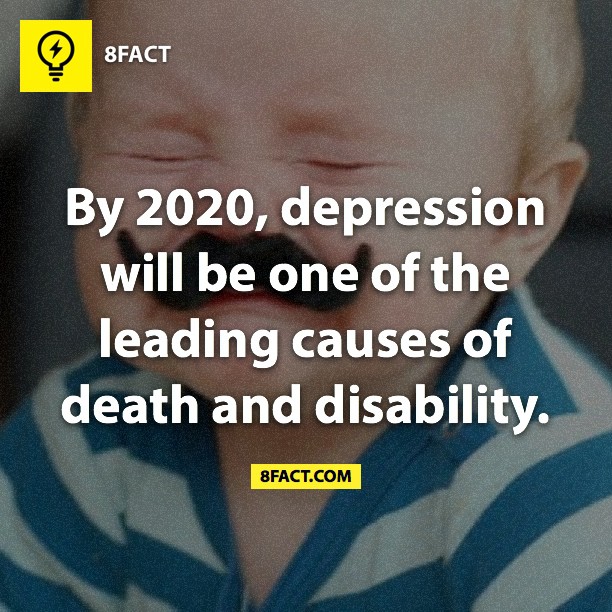 8FACT
By 2020, depression
will be one of the
leading causes of
death and disability.
8FACT.COM